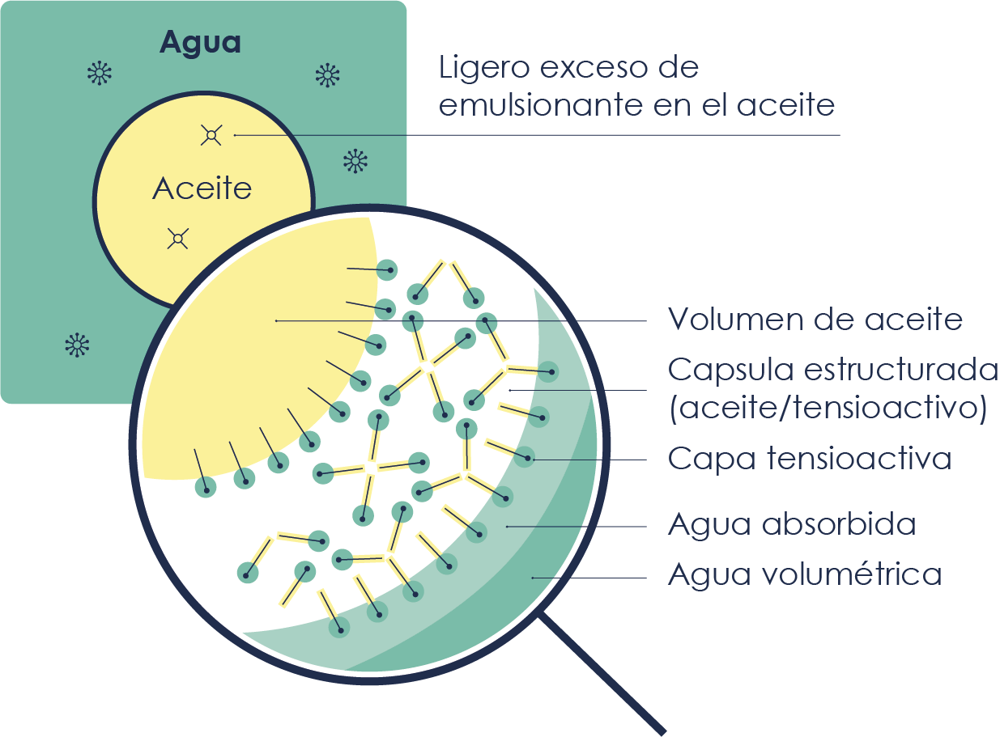 Agua
Ligero exceso de
emulsionante en el aceite
Aceite
Volumen de aceite
Capsula estructurada
(aceite/tensioactivo)
Capa tensioactiva
Agua absorbida
Agua volumétrica